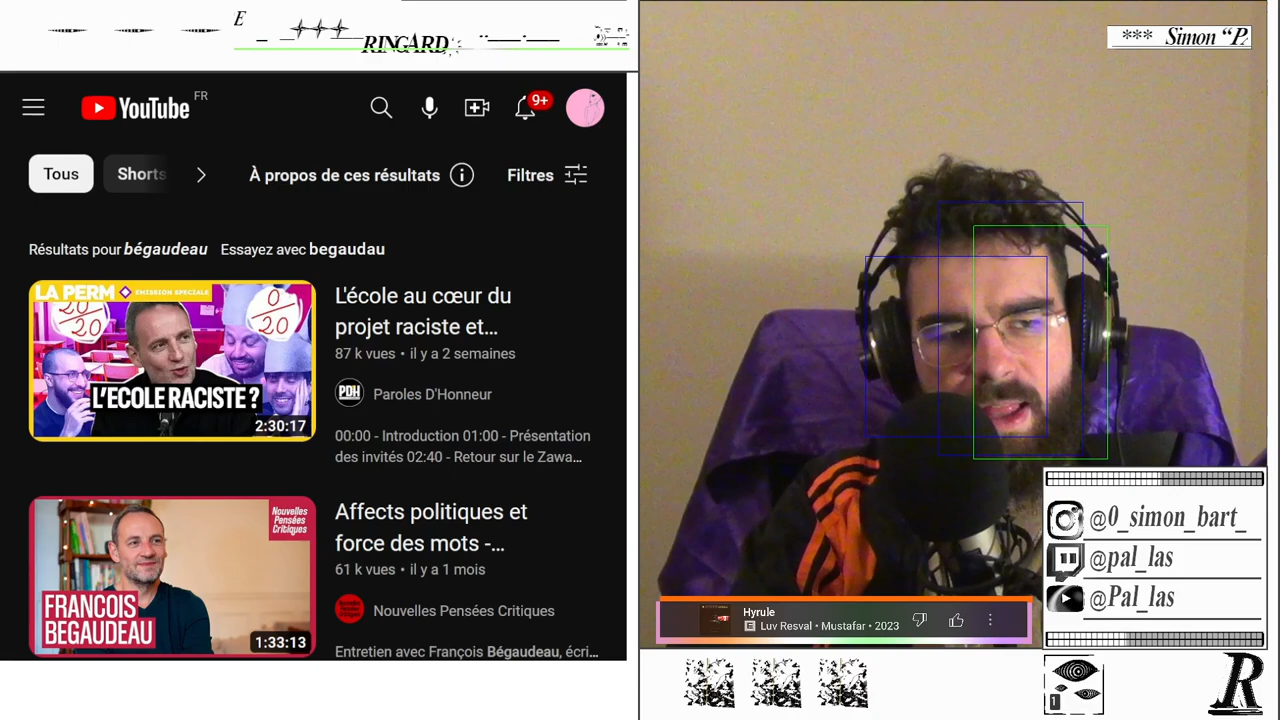 E
RINGARD
*** Simon “P.
YouTube FR
9+
Tous
Shorts
À propos de ces résultats
Filtres
Résultats pour bégaudeau Essayez avec begaudau
LA PERM ÉMISSION SPÉCIALE
20/20
0/20
L'ECOLE RACISTE ?
2:30:17
L'école au cœur du
projet raciste et...
87 k vues • il y a 2 semaines
PDH Paroles D'Honneur
00:00 - Introduction 01:00 - Présentation
des invités 02:40 - Retour sur le Zawa...
Nouvelles
Pensées
Critiques
FRANCOIS
BEGAUDEAU
1:33:13
Affects politiques et
force des mots -...
61 k vues • il y a 1 mois
Nouvelles Pensées Critiques
Entretien avec François Bégaudeau, écri...
Hyrule
E Luv Resval • Mustafar • 2023
@0_simon_bart_
@pal_las
@Pal_las
1
R